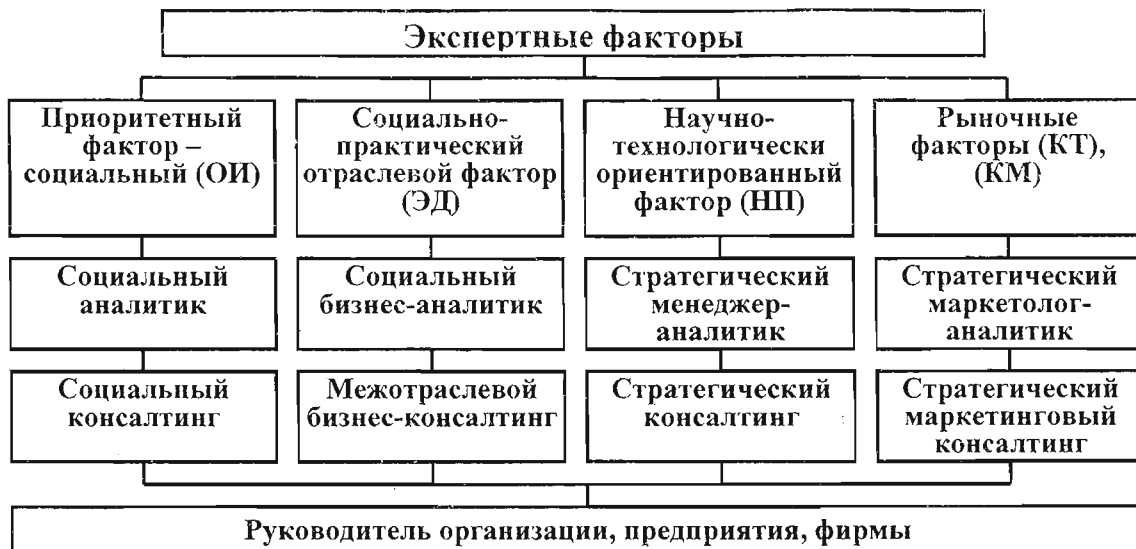 Экспертные факторы
Приоритетный
фактор –
социальный (ОИ)
Социально-
практический
отраслевой фактор
(ЭД)
Научно-
технологически
ориентированный
фактор (НП)
Рыночные
факторы (КТ),
(КМ)
Социальный
аналитик
Социальный
бизнес-аналитик
Стратегический
менеджер-
аналитик
Стратегический
маркетолог-
аналитик
Социальный
консалтинг
Межотраслевой
бизнес-консалтинг
Стратегический
консалтинг
Стратегический
маркетинговый
консалтинг
Руководитель организации, предприятия, фирмы